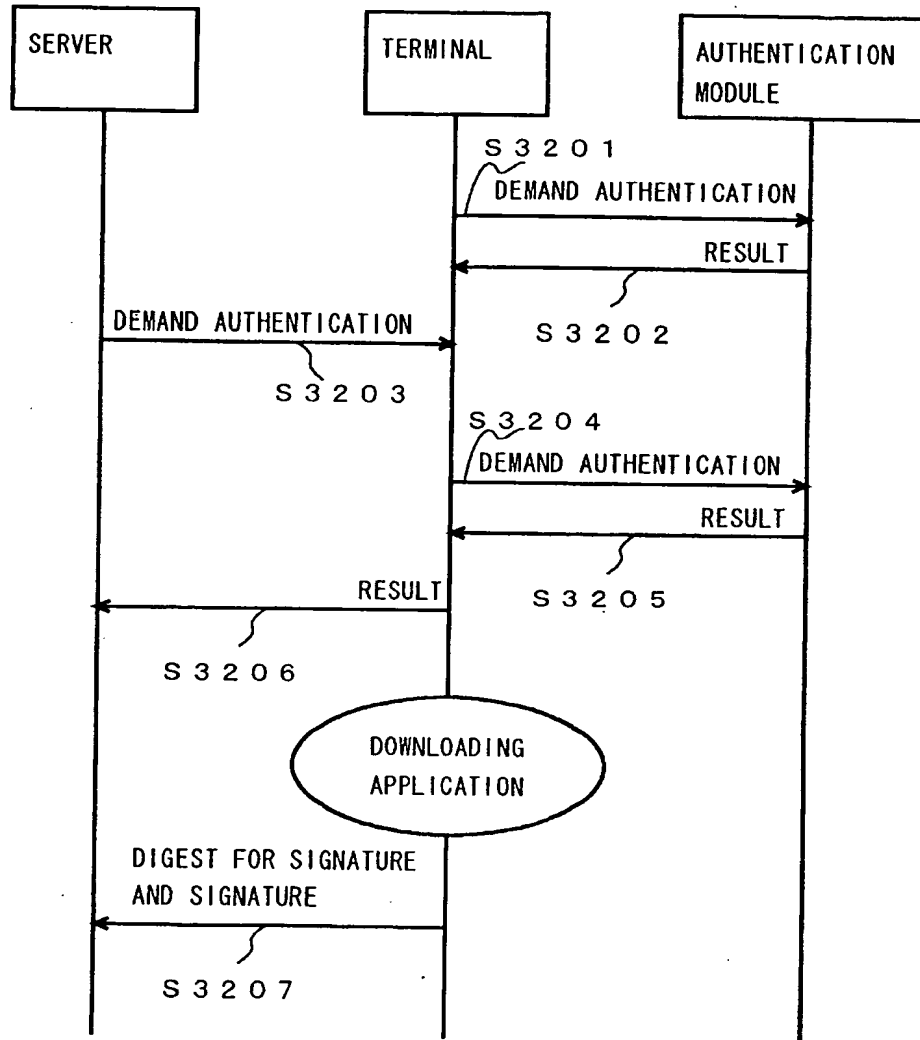 SERVER
TERMINAL
AUTHENTICATION
MODULE
S3201
DEMAND AUTHENTICATION
RESULT
S3202
DEMAND AUTHENTICATION
S3203
S3204
DEMAND AUTHENTICATION
RESULT
S3205
RESULT
S3206
DOWNLOADING
APPLICATION
DIGEST FOR SIGNATURE
AND SIGNATURE
S3207